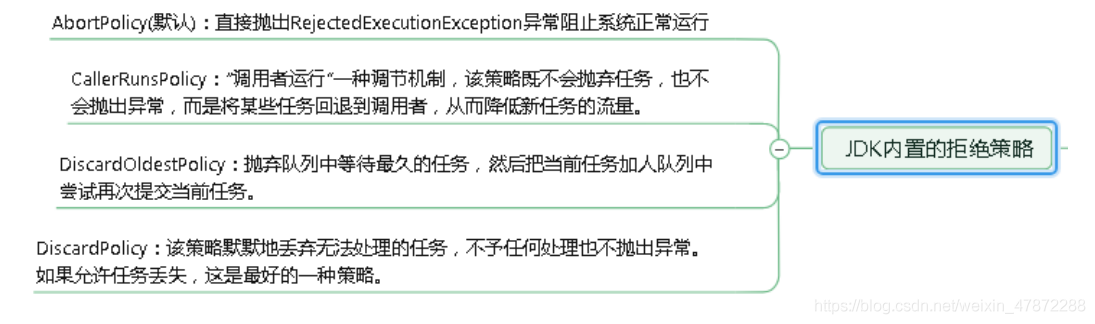 AbortPolicy(默认)：直接抛出RejectedExecutionException异常阻止系统正常运行
CallerRunsPolicy："调用者运行"一种调节机制，该策略既不会抛弃任务，也不
会抛出异常，而是将某些任务回退到调用者，从而降低新任务的流量。
DiscardOldestPolicy：抛弃队列中等待最久的任务，然后把当前任务加人队列中
尝试再次提交当前任务。
DiscardPolicy：该策略默默地丢弃无法处理的任务，不予任何处理也不抛出异常。
如果允许任务丢失，这是最好的一种策略。
JDK内置的拒绝策略
https://blog.csdn.net/weixin_47872288